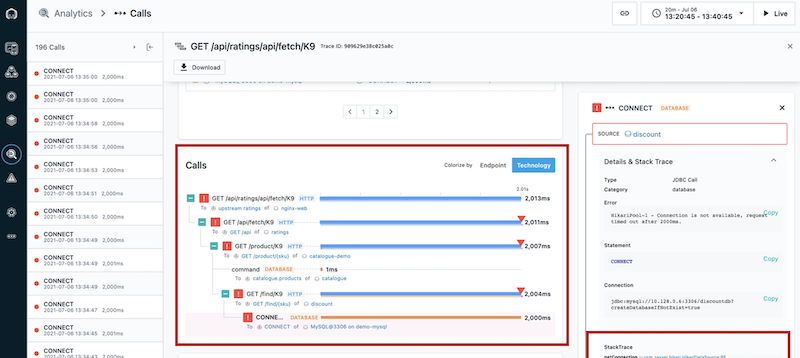 Analytics > Calls
20m - Jul 06
13:20:45 - 13:40:45
Live
196 Calls
CONNECT
2021-07-06 13:35:00 2,000ms
CONNECT
2021-07-06 13:35:00 2,000ms
CONNECT
2021-07-06 13:34:58 2,000ms
CONNECT
2021-07-06 13:34:56 2,000ms
CONNECT
2021-07-06 13:34:53 2,000ms
CONNECT
2021-07-06 13:34:51 2,000ms
CONNECT
2021-07-06 13:34:50 2,000ms
CONNECT
2021-07-06 13:34:49 2,001ms
CONNECT
2021-07-06 13:34:49 2,000ms
CONNECT
2021-07-06 13:34:49 2,001ms
CONNECT
2021-07-06 13:34:48 2,000ms
CONNECT
2021-07-06 13:34:47 2,000ms
GET /api/ratings/api/fetch/K9 Trace ID: 909629e38c025a0c
Download
1 2
Calls
Colorize by Endpoint Technology
2.01s
GET /api/ratings/api/fetch/K9 HTTP 2,013ms
To upstream ratings of nginx-web
GET /api/fetch/K9 HTTP 2,011ms
To GET /api of ratings
GET /product/K9 HTTP 2,007ms
To GET /product/{sku} of catalogue-demo
command DATABASE 1ms
To catalogue.products of catalogue
GET /find/K9 HTTP 2,004ms
To GET /find/{sku} of discount
CONNE... DATABASE 2,000ms
To CONNECT of MySQL@3306 on demo-mysql
CONNECT DATABASE
SOURCE discount
Details & Stack Trace
Type JDBC Call
Category database
Error
Copy
HikariPool-1 - Connection is not available, request
timed out after 2000ms.
Statement
Copy
CONNECT
Connection
Copy
jdbc:mysql://10.128.0.4:3306/discountdb?
createDatabaseIfNotExist=true
StackTrace